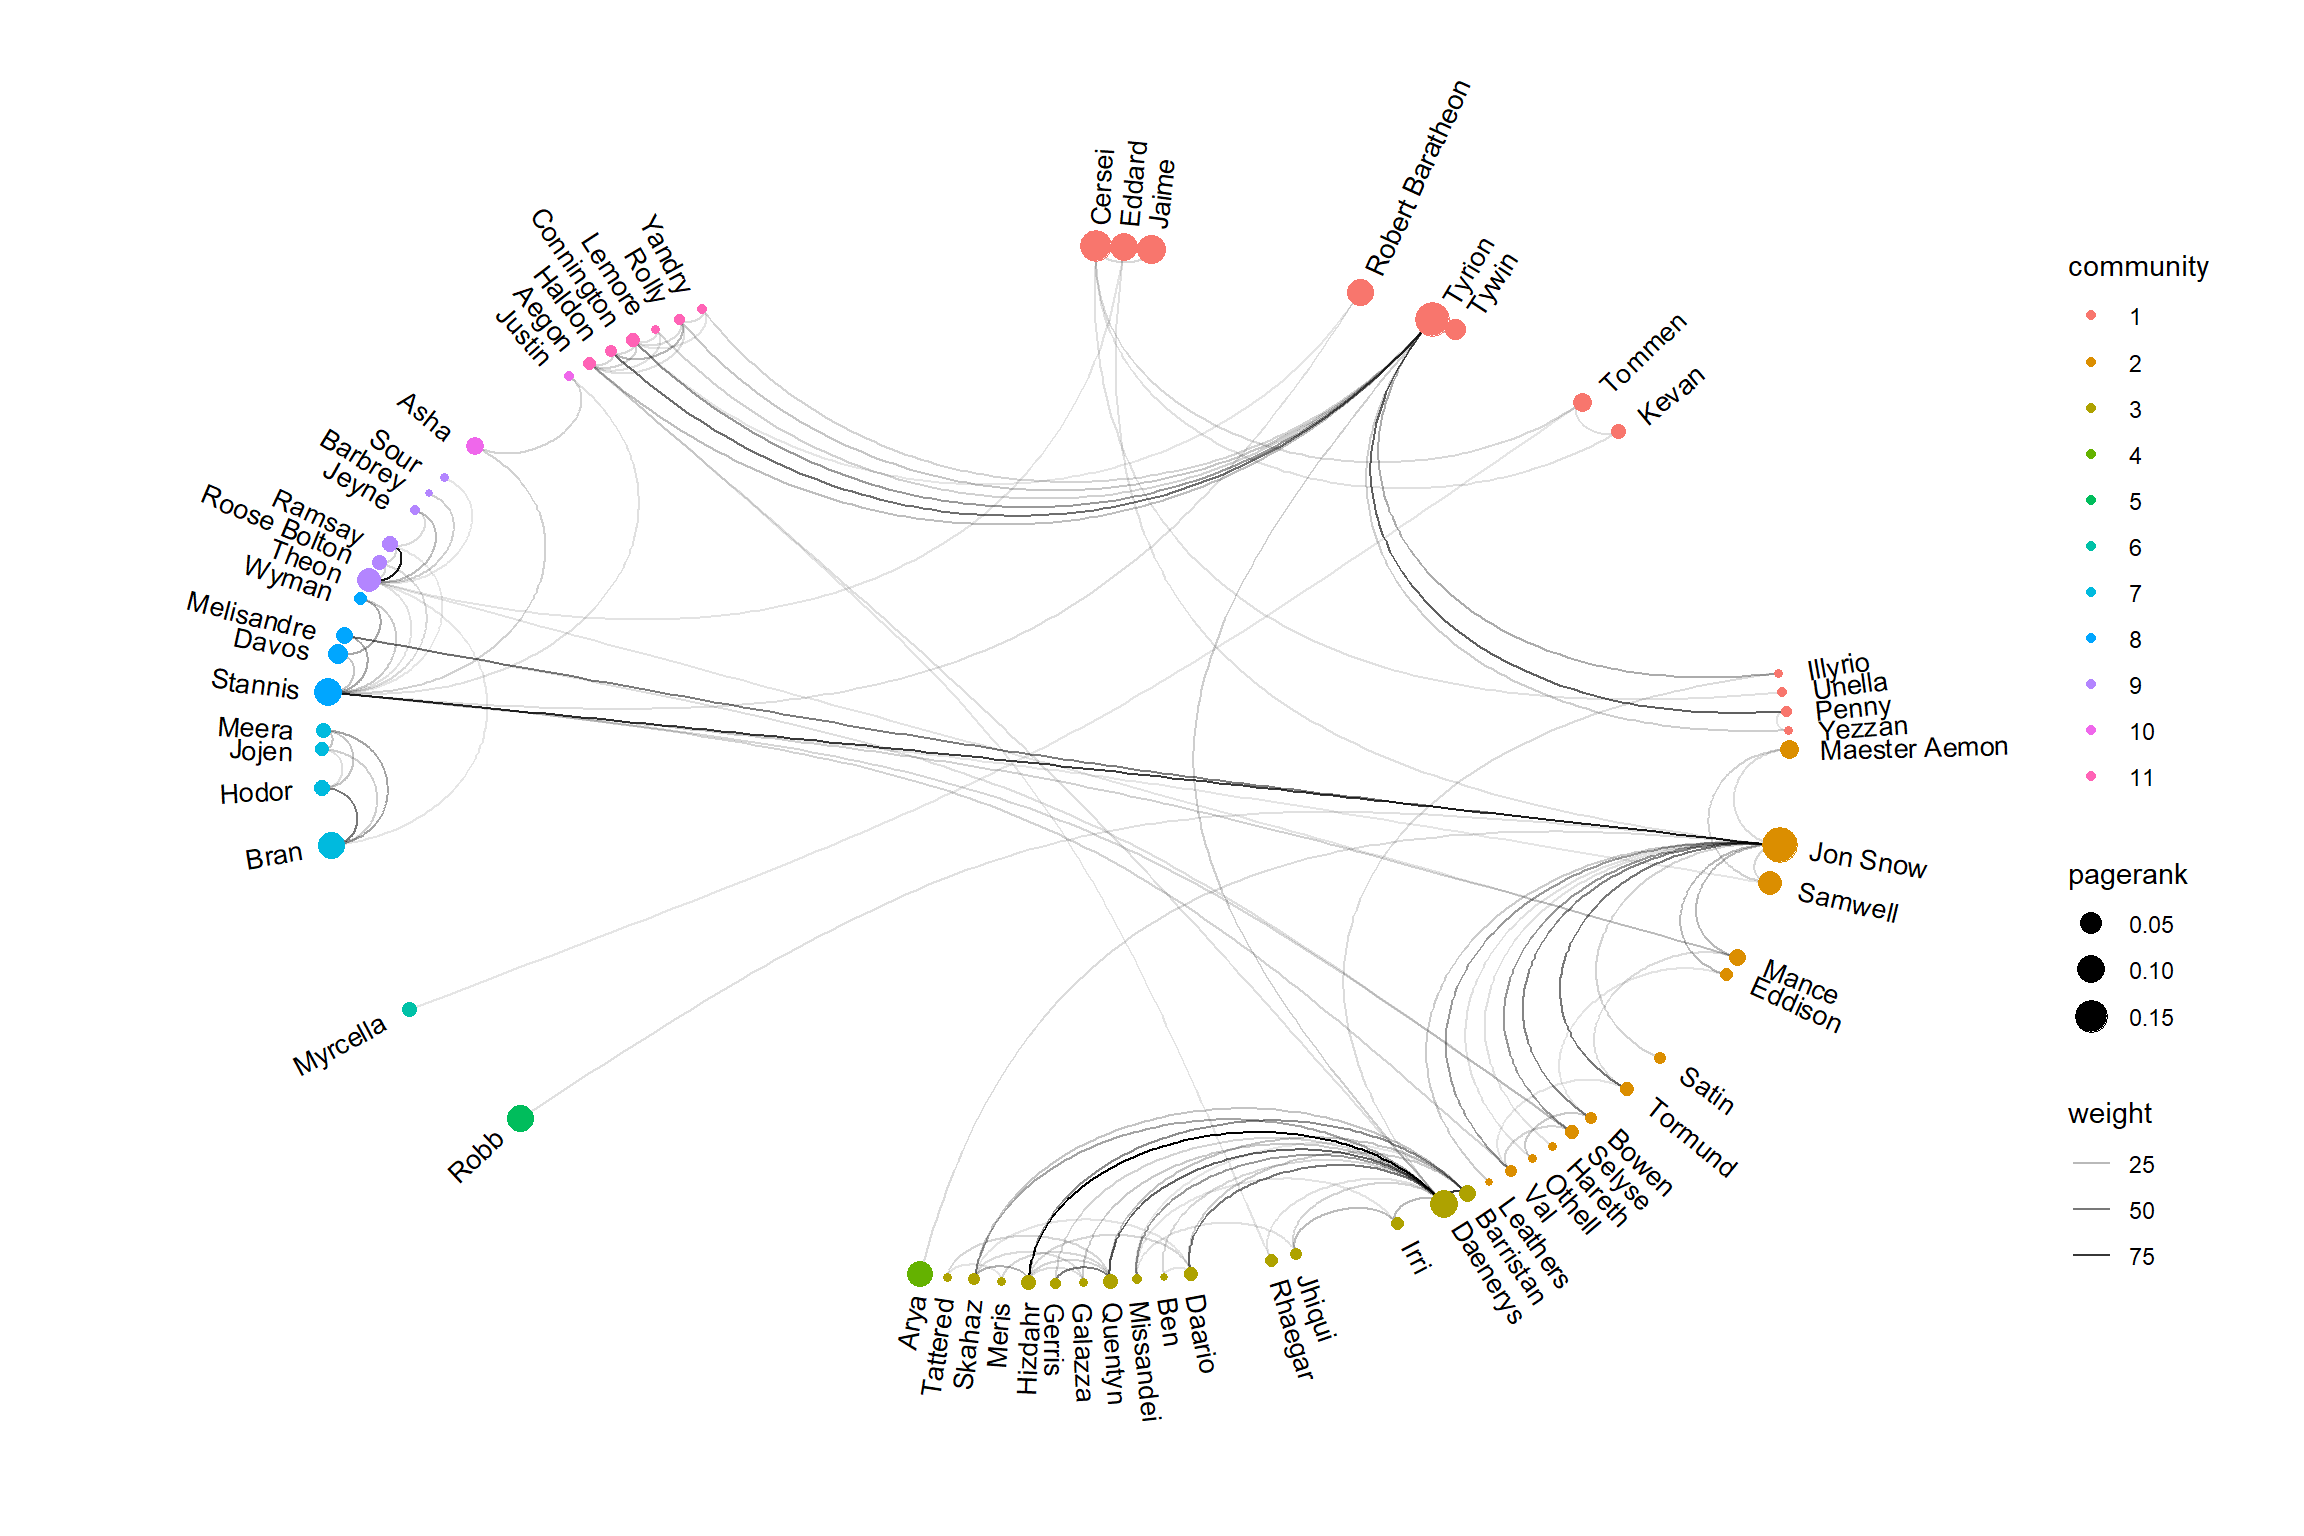 Cersei
Eddard
Jaime
Robert Baratheon
Tyrion
Tywin
Tommen
Kevan
Illyrio
Unella
Penny
Yezzan
Maester Aemon
Jon Snow
Samwell
Mance
Eddison
Satin
Tormund
Bowen
Selyse
Hareth
Othell
Val
Leathers
Barristan
Daenerys
Irri
Jhiqui
Rhaegar
Daario
Ben
Missandei
Quentyn
Galazza
Gerris
Hizdahr
Meris
Skahaz
Tattered
Arya
Robb
Myrcella
Bran
Hodor
Jojen
Meera
Stannis
Davos
Melisandre
Wyman
Theon
Roose Bolton
Ramsay
Jeyne
Barbrey
Sour
Asha
Justin
Aegon
Haldon
Connington
Lemore
Rolly
Yandry
community
1
2
3
4
5
6
7
8
9
10
11
pagerank
0.05
0.10
0.15
weight
25
50
75